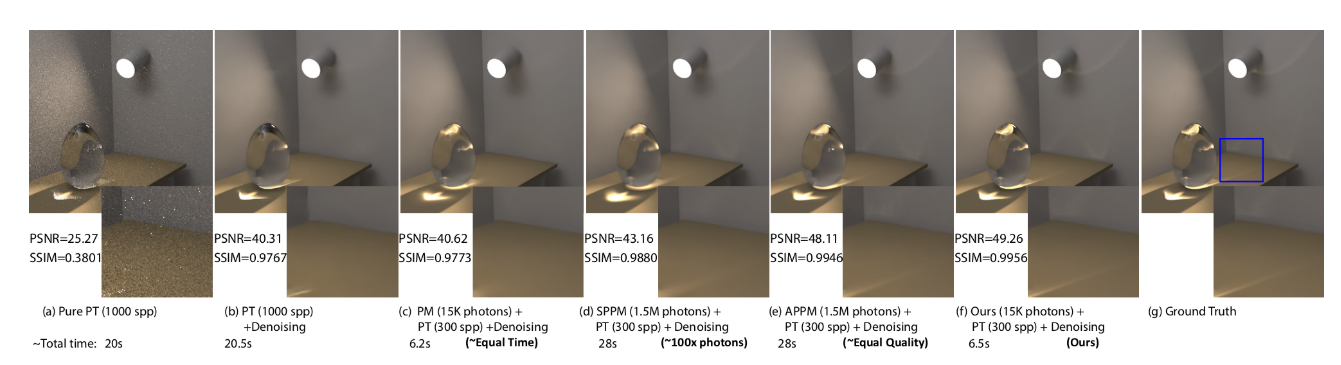 PSNR=25.27
SSIM=0.3801
PSNR=40.31
SSIM=0.9767
PSNR=40.62
SSIM=0.9773
PSNR=43.16
SSIM=0.9880
PSNR=48.11
SSIM=0.9946
PSNR=49.26
SSIM=0.9956
(a) Pure PT (1000 spp)
(b) PT (1000 spp)
+Denoising
(c) PM (15K photons) +
PT (300 spp) +Denoising
(d) SPPM (1.5M photons) +
PT (300 spp) + Denoising
(e) APPM (1.5M photons) +
PT (300 spp) + Denoising
(f) Ours (15K photons) +
PT (300 spp) + Denoising
(g) Ground Truth
~Total time: 20s
20.5s
6.2s (~Equal Time)
28s (~100x photons)
28s (~Equal Quality)
6.5s (Ours)